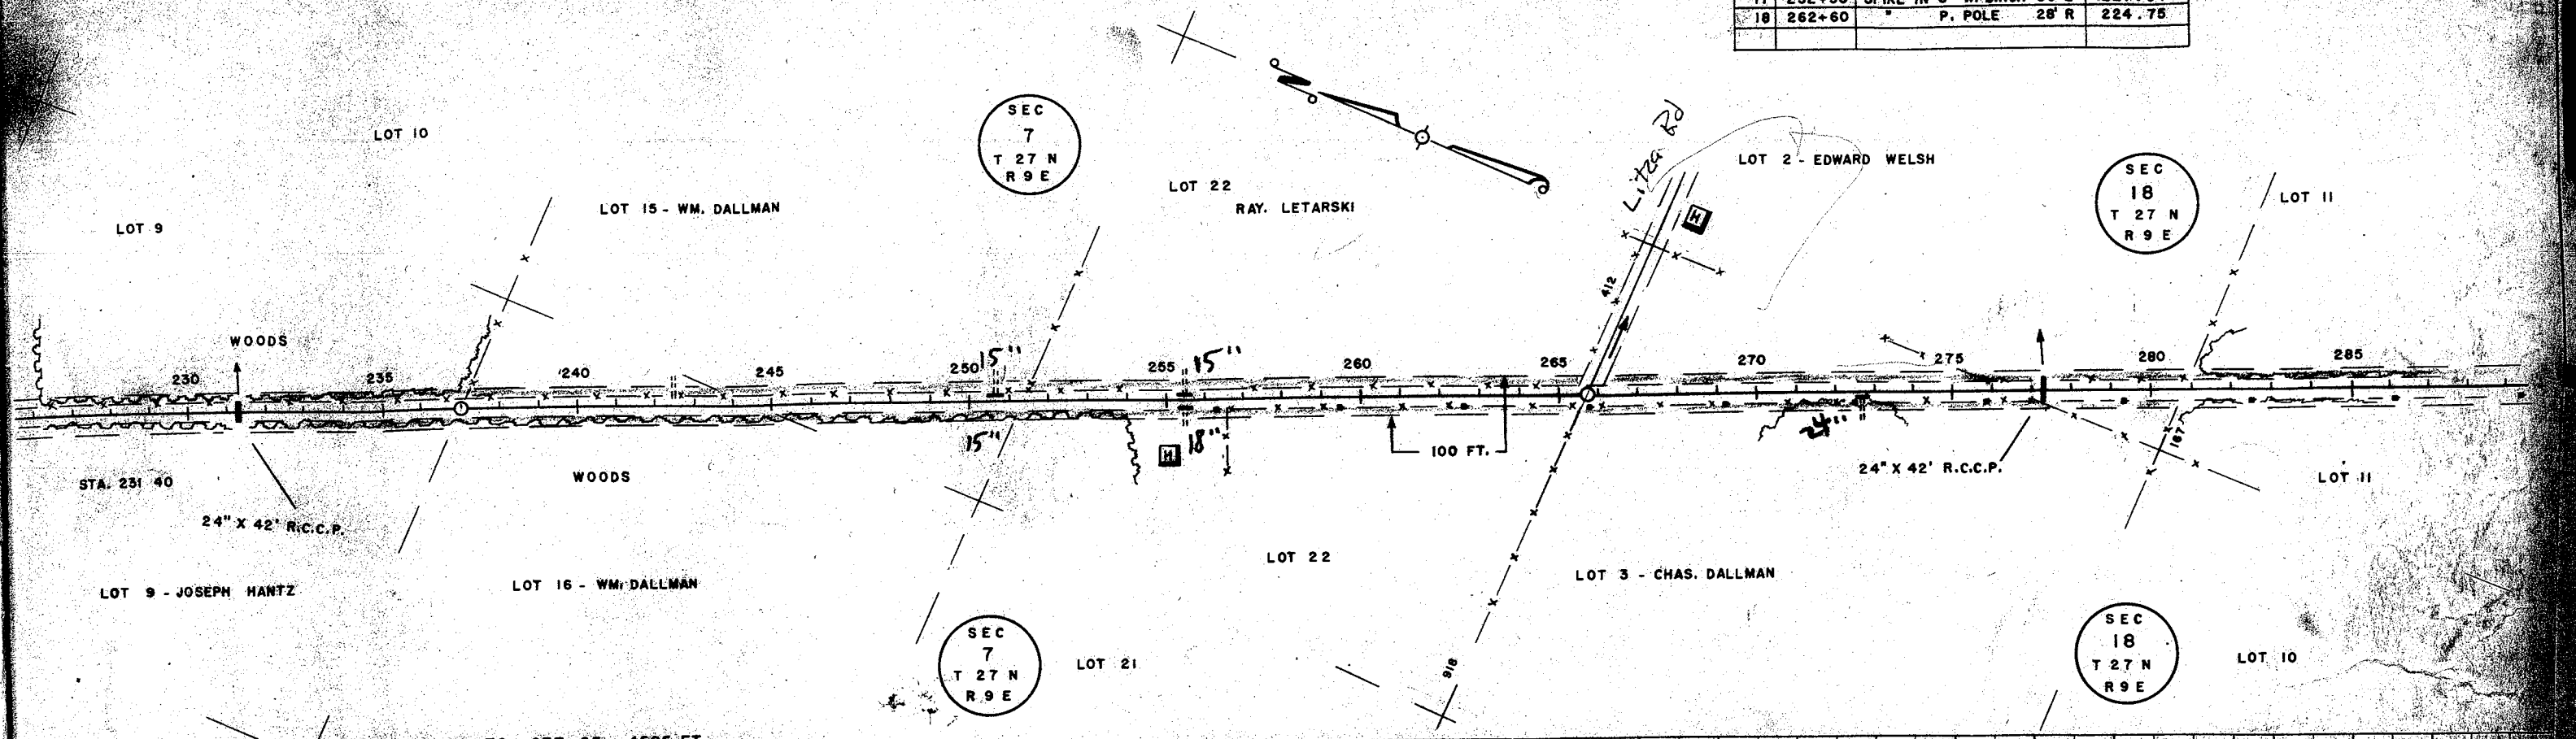 18 262+60 " P. POLE 28' R 224.75
SEC
7
T 27 N
R 9 E
LOT 10
LOT 9
LOT 15 - WM. DALLMAN
LOT 22
RAY. LETARSKI
Litza Rd
H
LOT 2 - EDWARD WELSH
SEC
18
T 27 N
R 9 E
LOT 11
412
WOODS
230 235 240 245 250 255 260 265 270 275 280 285
15" 15"
15" 18" 24"
H
100 FT.
167
STA. 231 40
WOODS
24" X 42' R.C.C.P.
24" X 42' R.C.C.P.
LOT 11
LOT 9 - JOSEPH HANTZ
LOT 16 - WM. DALLMAN
LOT 22
LOT 3 - CHAS. DALLMAN
SEC
7
T 27 N
R 9 E
LOT 21
918
SEC
18
T 27 N
R 9 E
LOT 10